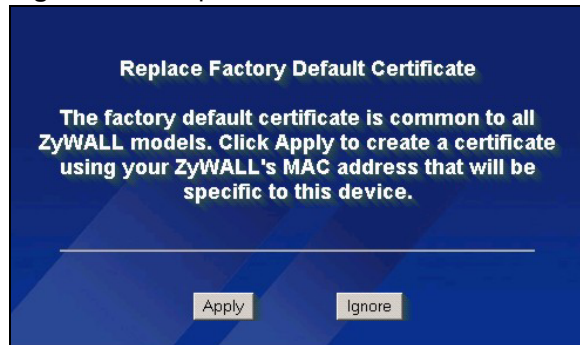 Replace Factory Default Certificate
The factory default certificate is common to all
ZyWALL models. Click Apply to create a certificate
using your ZyWALL's MAC address that will be
specific to this device.
Apply
Ignore